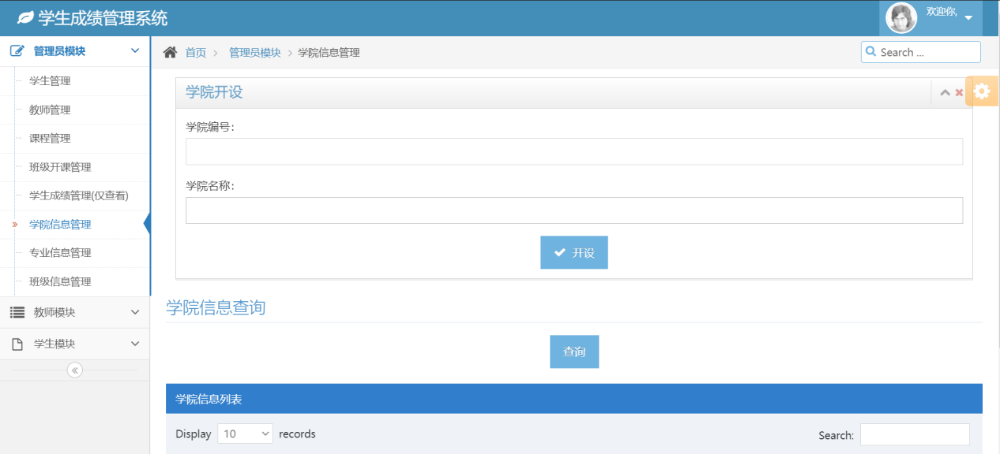 学生成绩管理系统
欢迎你,
管理员模块
学生管理
教师管理
课程管理
班级开课管理
学生成绩管理(仅查看)
学院信息管理
专业信息管理
班级信息管理
教师模块
学生模块
首页 管理员模块 学院信息管理
Search ...
学院开设
学院编号:
学院名称:
开设
学院信息查询
查询
学院信息列表
Display 10 records
Search: